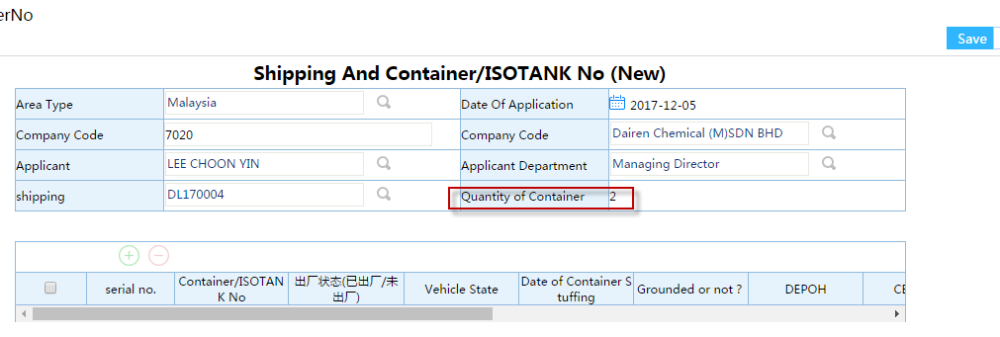 erNo
Save
Shipping And Container/ISOTANK No (New)
Area Type Malaysia Date Of Application 2017-12-05
Company Code 7020 Company Code Dairen Chemical (M)SDN BHD
Applicant LEE CHOON YIN Applicant Department Managing Director
shipping DL170004 Quantity of Container 2
serial no.
Container/ISOTAN
K No
出厂状态(已出厂/未
出厂)
Vehicle State
Date of Container S
tuffing
Grounded or not ?
DEPOH
CE